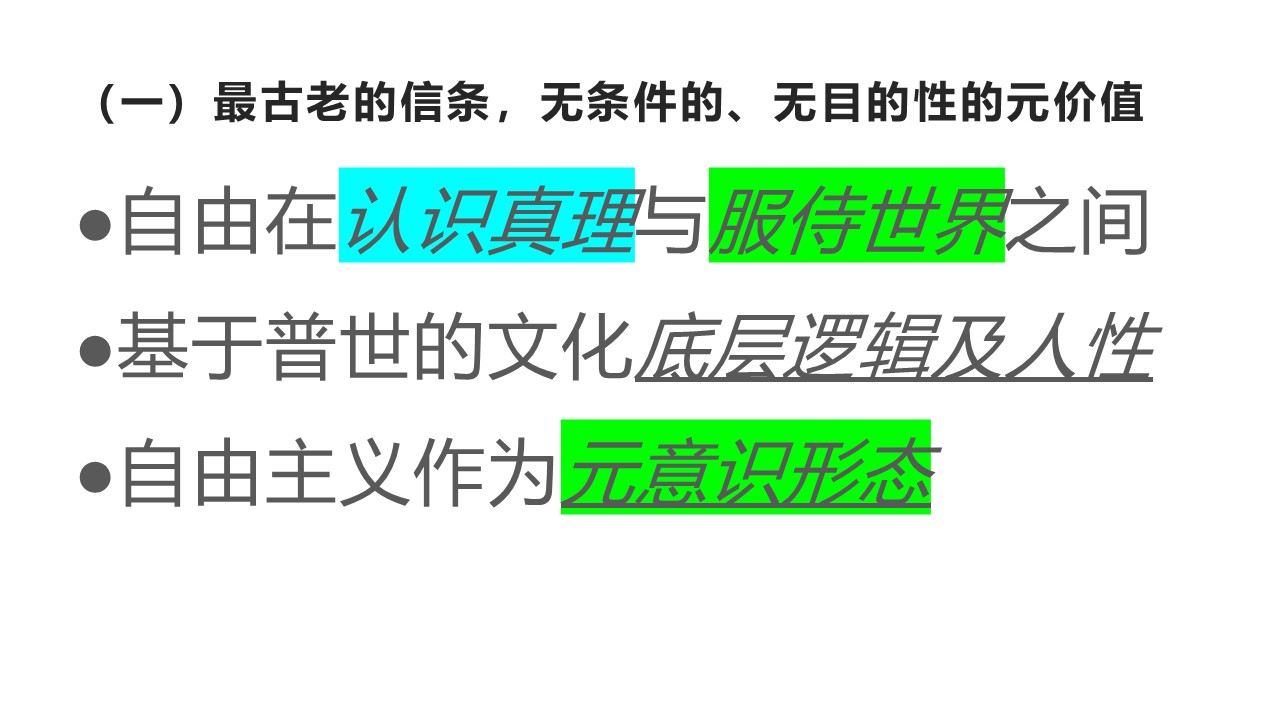 （一）最古老的信条，无条件的、无目的性的元价值
●自由在认识真理与服侍世界之间
●基于普世的文化底层逻辑及人性
●自由主义作为元意识形态